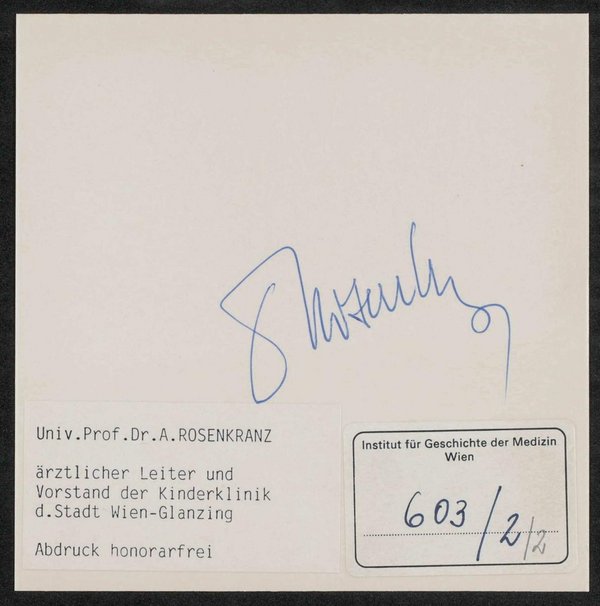 Rosenkranz
Univ.Prof.Dr.A.ROSENKRANZ
ärztlicher Leiter und
Vorstand der Kinderklinik
d.Stadt Wien-Glanzing
Abdruck honorarfrei
Institut für Geschichte der Medizin
Wien
603/2/2